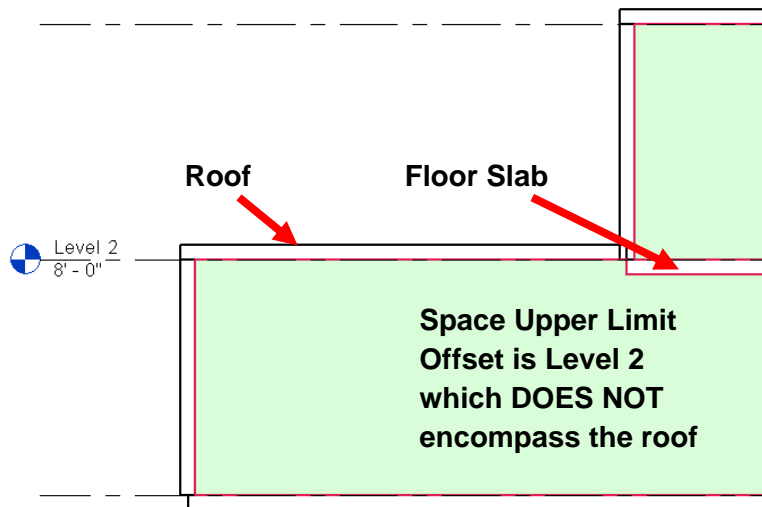 Roof
Floor Slab
Level 2
8' - 0"
Space Upper Limit
Offset is Level 2
which DOES NOT
encompass the roof